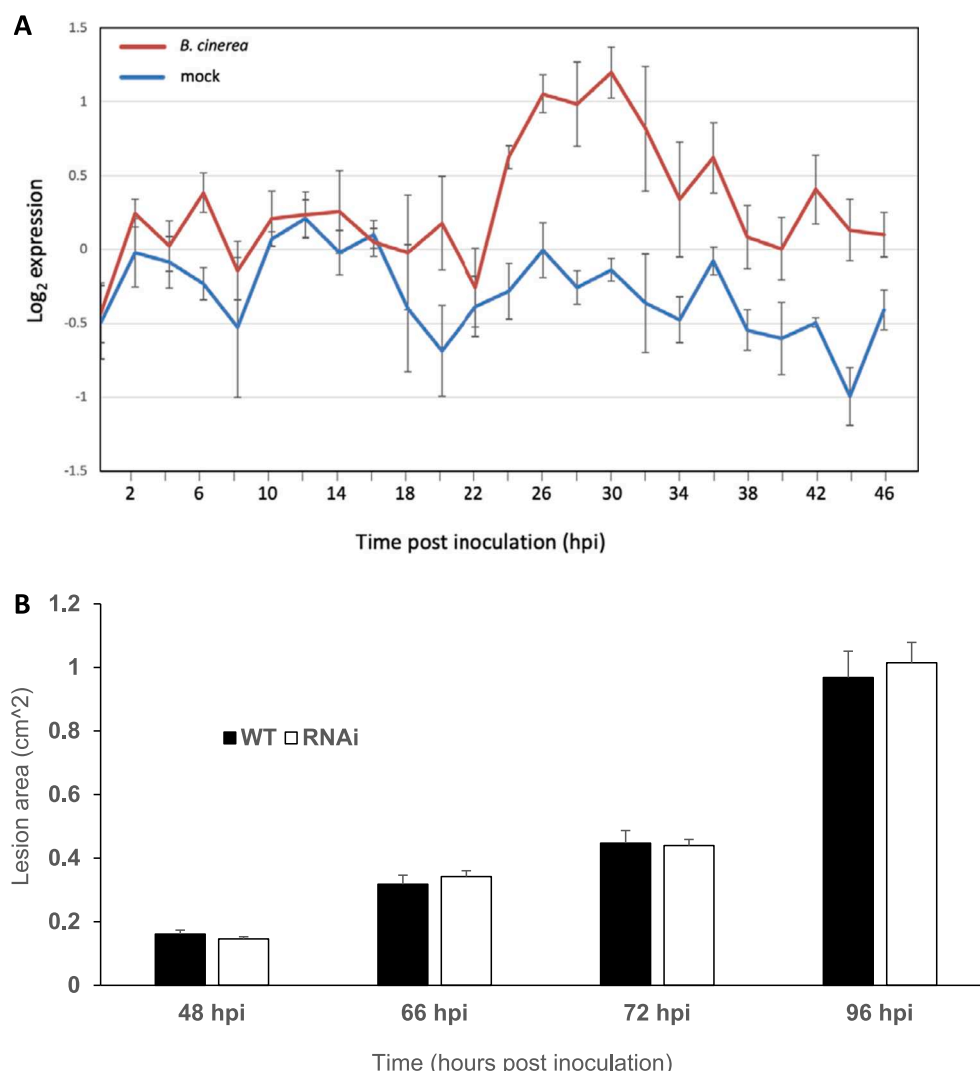 A
1.5
B. cinerea
mock
1
0.5
0
-0.5
-1
-1.5
Log₂ expression
2 6 10 14 18 22 26 30 34 38 42 46
Time post inoculation (hpi)
B
1.2
1
0.8
0.6
0.4
0.2
0
Lesion area (cm^2)
WT RNAi
48 hpi 66 hpi 72 hpi 96 hpi
Time (hours post inoculation)